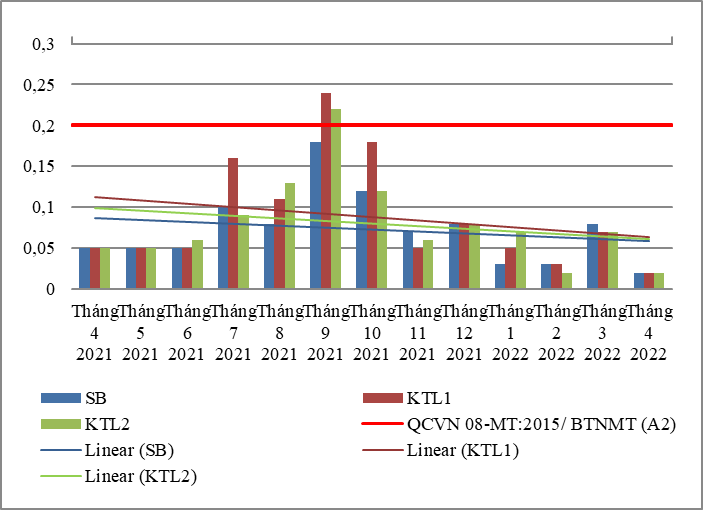 0,3
0,25
0,2
0,15
0,1
0,05
0
Tháng Tháng Tháng Tháng Tháng Tháng Tháng Tháng Tháng Tháng Tháng Tháng Tháng
4 5 6 7 8 9 10 11 12 1 2 3 4
2021 2021 2021 2021 2021 2021 2021 2021 2021 2022 2022 2022 2022
SB KTL1
KTL2 QCVN 08-MT:2015/ BTNMT (A2)
Linear (SB) Linear (KTL1)
Linear (KTL2)